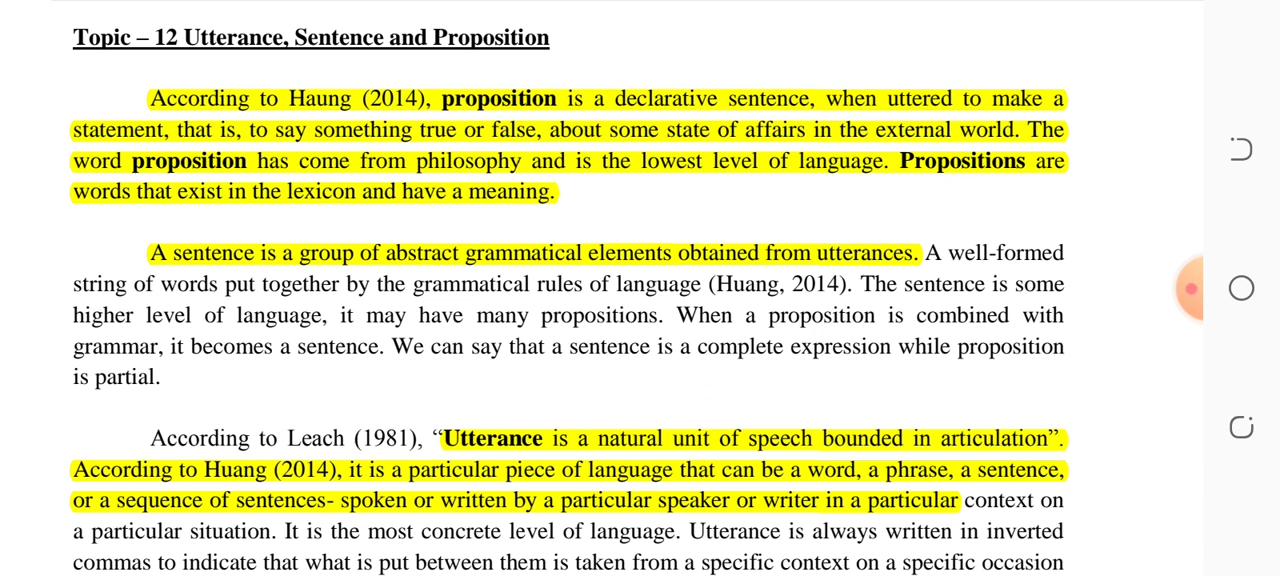 Topic – 12 Utterance, Sentence and Proposition
According to Haung (2014), proposition is a declarative sentence, when uttered to make a
statement, that is, to say something true or false, about some state of affairs in the external world. The
word proposition has come from philosophy and is the lowest level of language. Propositions are
words that exist in the lexicon and have a meaning.
A sentence is a group of abstract grammatical elements obtained from utterances. A well-formed
string of words put together by the grammatical rules of language (Huang, 2014). The sentence is some
higher level of language, it may have many propositions. When a proposition is combined with
grammar, it becomes a sentence. We can say that a sentence is a complete expression while proposition
is partial.
According to Leach (1981), “Utterance is a natural unit of speech bounded in articulation”.
According to Huang (2014), it is a particular piece of language that can be a word, a phrase, a sentence,
or a sequence of sentences- spoken or written by a particular speaker or writer in a particular context on
a particular situation. It is the most concrete level of language. Utterance is always written in inverted
commas to indicate that what is put between them is taken from a specific context on a specific occasion